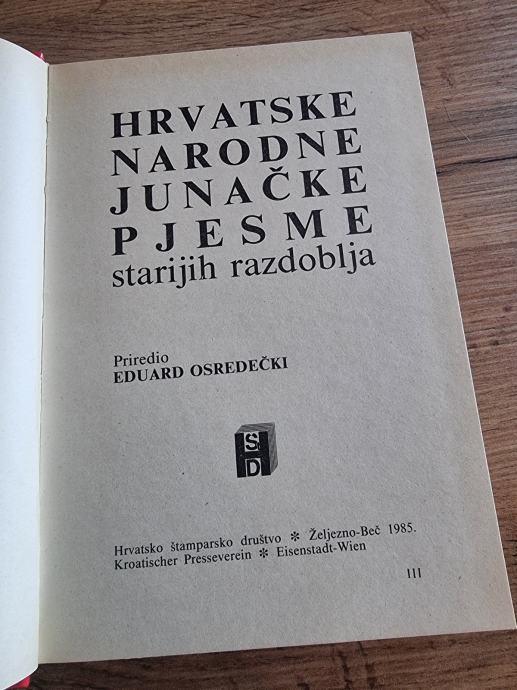 HRVATSKE
NARODNE
JUNAČKE
PJESME
starijih razdoblja
Priredio
EDUARD OSREDEČKI
S
D
Hrvatsko štamparsko društvo ✻ Željezno-Beč 1985.
Kroatischer Presseverein ✻ Eisenstadt-Wien
III